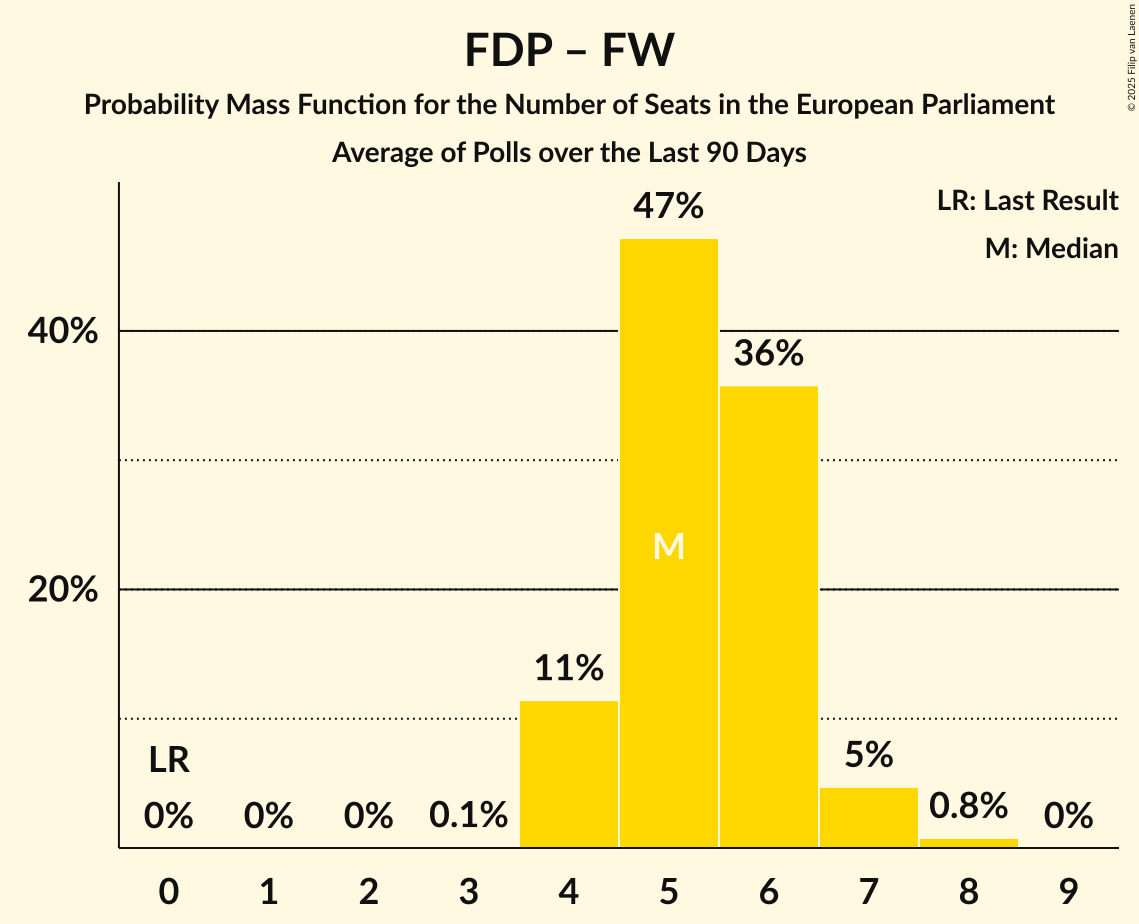 FDP – FW
Probability Mass Function for the Number of Seats in the European Parliament
Average of Polls over the Last 90 Days
© 2025 Filip van Laenen
LR: Last Result
M: Median
47%
40%
36%
M
20%
11%
LR
5%
0% 0% 0% 0.1% 0.8% 0%
0 1 2 3 4 5 6 7 8 9